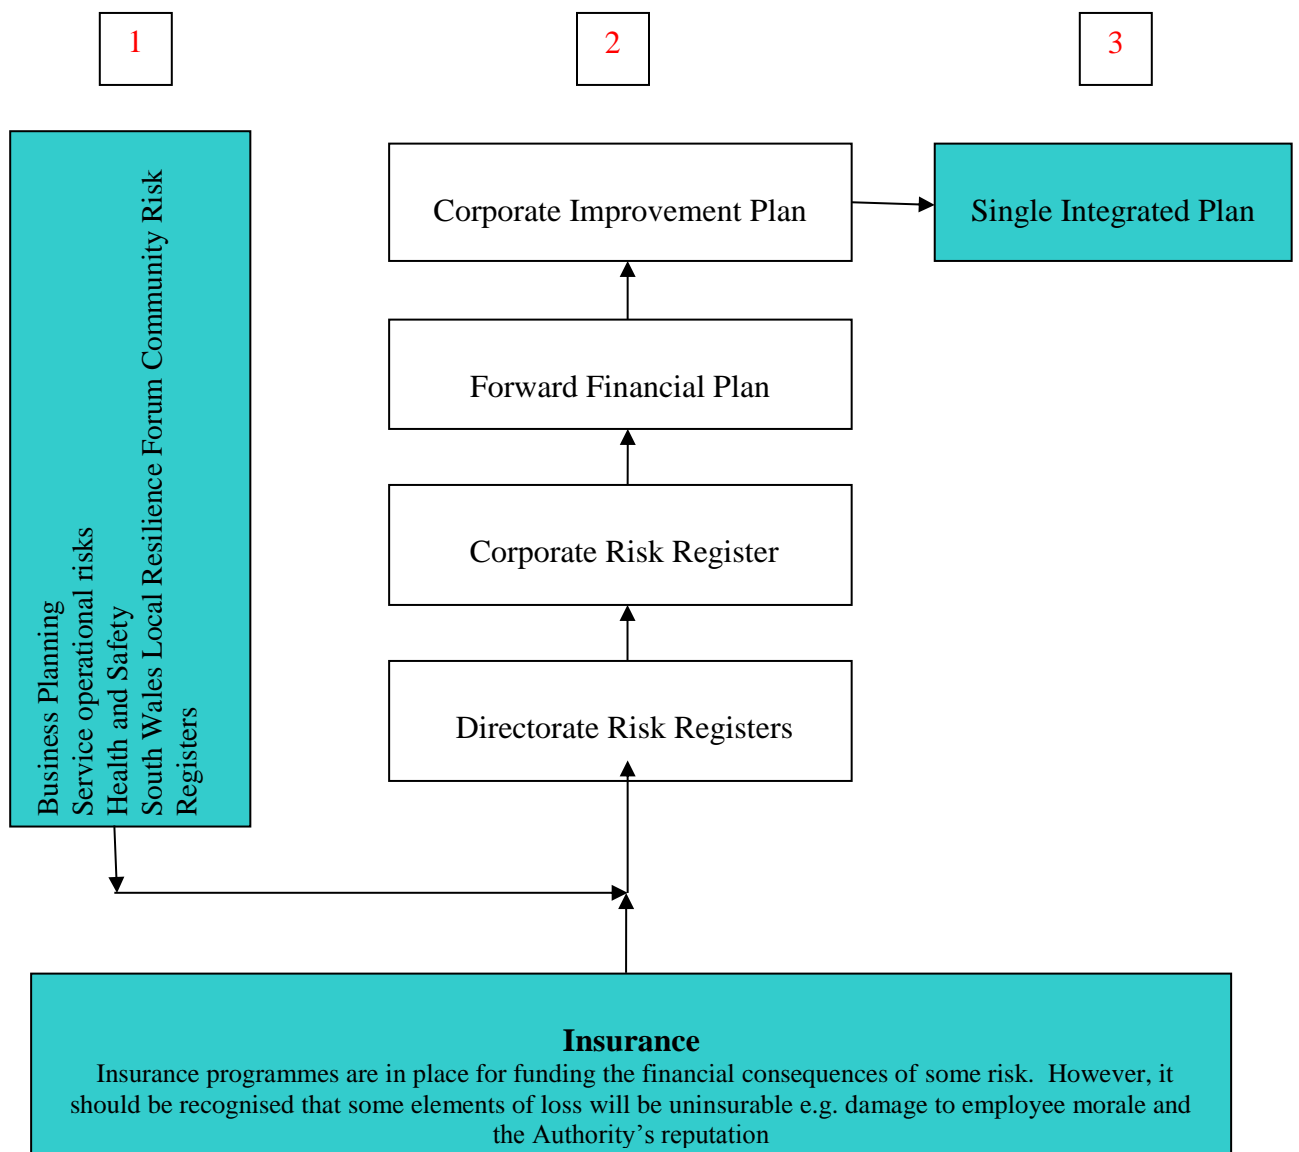 1
2
3
Business Planning
Service operational risks
Health and Safety
South Wales Local Resilience Forum Community Risk
Registers
Corporate Improvement Plan
Single Integrated Plan
Forward Financial Plan
Corporate Risk Register
Directorate Risk Registers
Insurance
Insurance programmes are in place for funding the financial consequences of some risk.  However, it
should be recognised that some elements of loss will be uninsurable e.g. damage to employee morale and
the Authority’s reputation